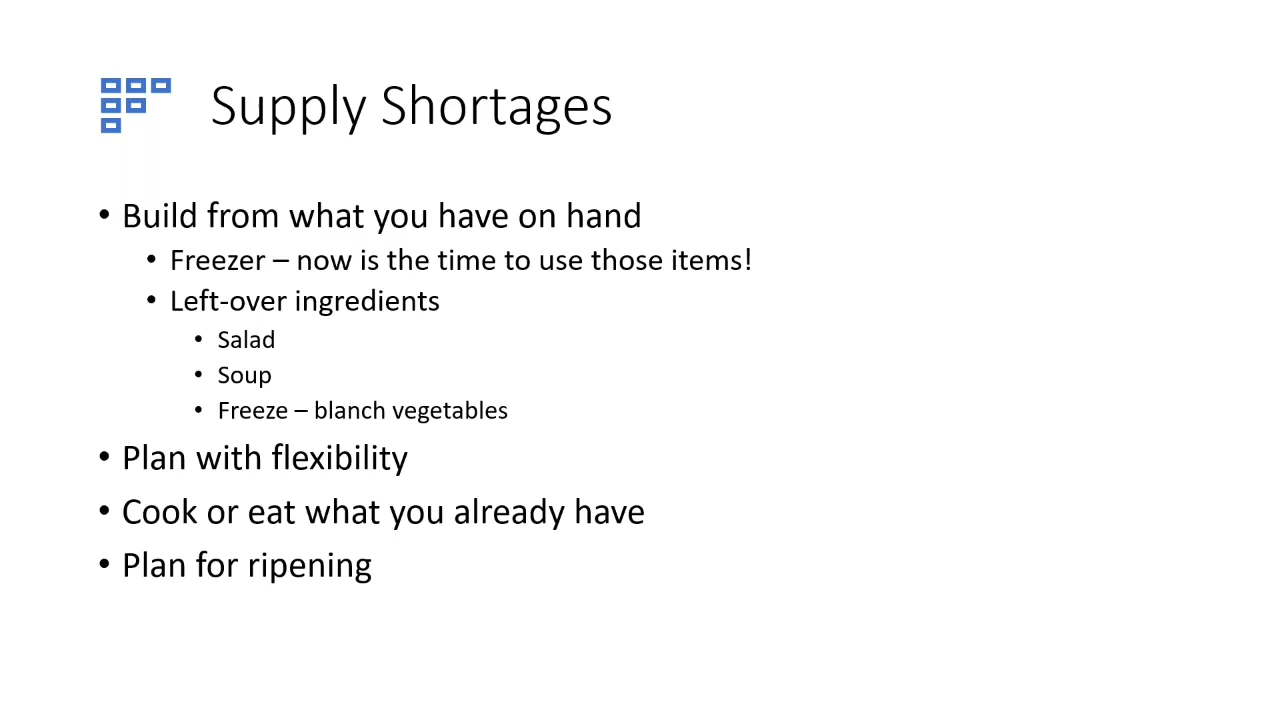 Supply Shortages
• Build from what you have on hand
• Freezer – now is the time to use those items!
• Left-over ingredients
• Salad
• Soup
• Freeze – blanch vegetables
• Plan with flexibility
• Cook or eat what you already have
• Plan for ripening